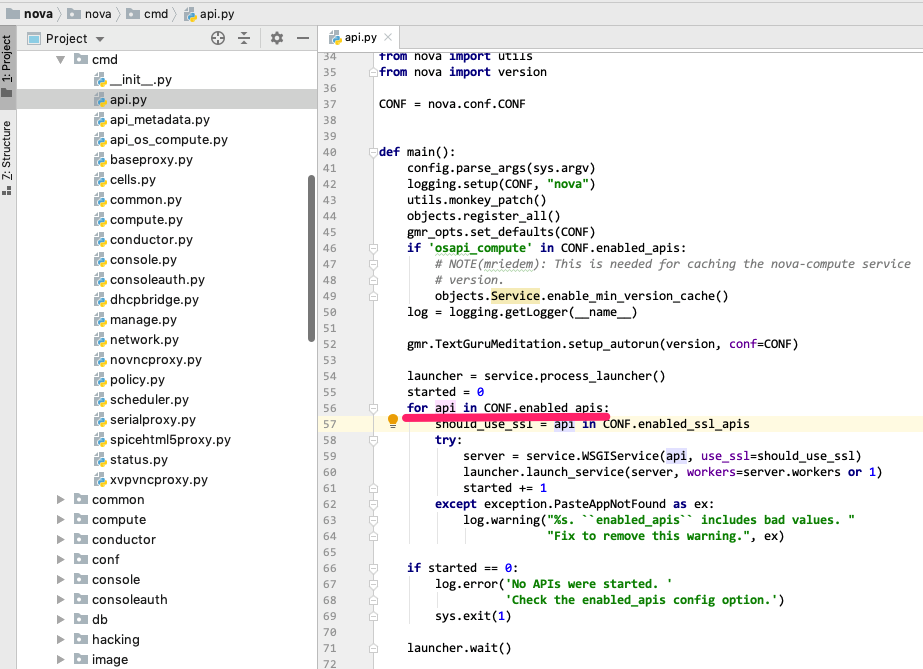 nova nova cmd api.py
Project
api.py
1: Project
7: Structure
cmd
__init__.py
api.py
api_metadata.py
api_os_compute.py
baseproxy.py
cells.py
common.py
compute.py
conductor.py
console.py
consoleauth.py
dhcpbridge.py
manage.py
network.py
novncproxy.py
policy.py
scheduler.py
serialproxy.py
spicehtml5proxy.py
status.py
xvpvncproxy.py
common
compute
conductor
conf
console
consoleauth
db
hacking
image
34 from nova import utils
35 from nova import version
36
37 CONF = nova.conf.CONF
38
39
40 def main():
41 config.parse_args(sys.argv)
42 logging.setup(CONF, "nova")
43 utils.monkey_patch()
44 objects.register_all()
45 gmr_opts.set_defaults(CONF)
46 if 'osapi_compute' in CONF.enabled_apis:
47 # NOTE(mriedem): This is needed for caching the nova-compute service
48 # version.
49 objects.Service.enable_min_version_cache()
50 log = logging.getLogger(__name__)
51
52 gmr.TextGuruMeditation.setup_autorun(version, conf=CONF)
53
54 launcher = service.process_launcher()
55 started = 0
56 for api in CONF.enabled_apis:
57 should_use_ssl = api in CONF.enabled_ssl_apis
58 try:
59 server = service.WSGIService(api, use_ssl=should_use_ssl)
60 launcher.launch_service(server, workers=server.workers or 1)
61 started += 1
62 except exception.PasteAppNotFound as ex:
63 log.warning("%s. ``enabled_apis`` includes bad values. "
64 "Fix to remove this warning.", ex)
65
66 if started == 0:
67 log.error('No APIs were started. '
68 'Check the enabled_apis config option.')
69 sys.exit(1)
70
71 launcher.wait()
72